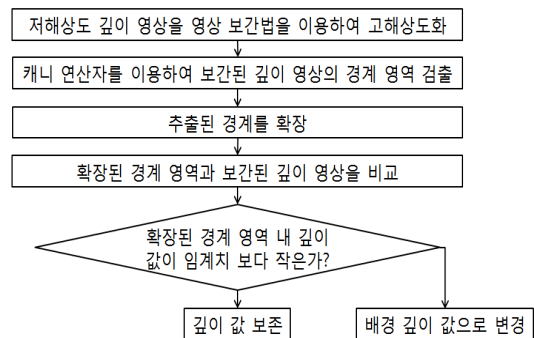 저해상도 깊이 영상을 영상 보간법을 이용하여 고해상도화
캐니 연산자를 이용하여 보간된 깊이 영상의 경계 영역 검출
추출된 경계를 확장
확장된 경계 영역과 보간된 깊이 영상을 비교
확장된 경계 영역 내 깊이
값이 임계치 보다 작은가?
깊이 값 보존
배경 깊이 값으로 변경